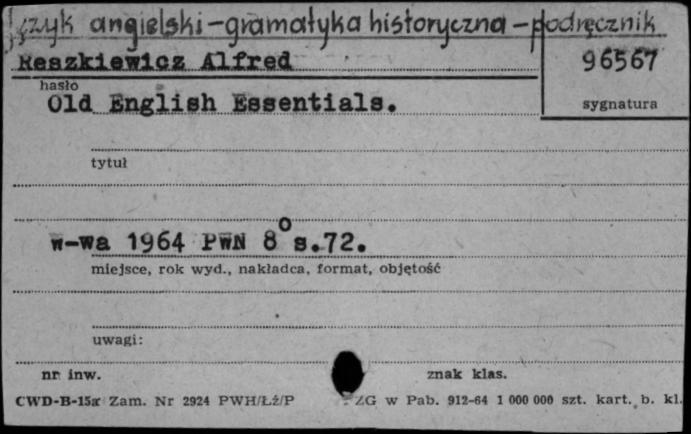 język angielski-gramatyka historyczna-podręcznik
Reszkiewicz Alfred
96567
hasło
sygnatura
Old English Essentials.
tytuł
W-wa 1964 PWN 8° s.72.
miejsce, rok wyd., nakładca, format, objętość
uwagi:
nr inw.
znak klas.
CWD-B-15a Zam. Nr 2924 PWH/Łż/P
ZG w Pab. 912-64 1 000 000 szt. kart. b. kl.